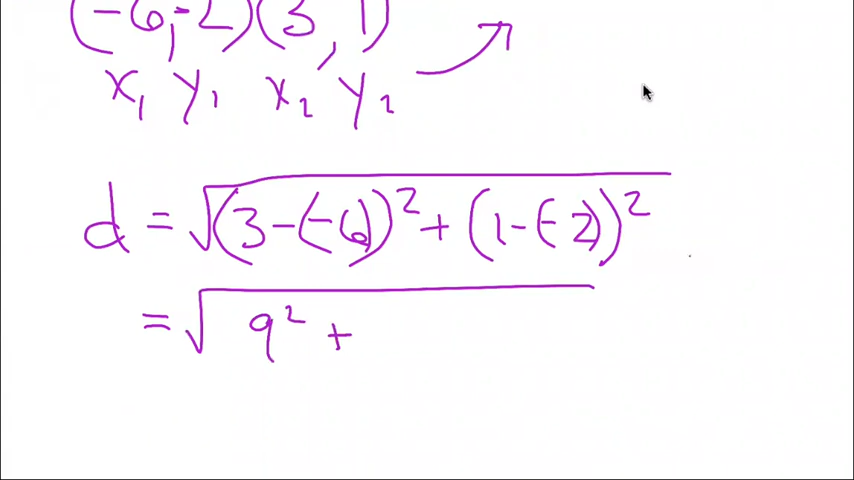 (-6,-2)(3,1)
x₁ y₁ x₂ y₂
d = √(3-(-6))² + (1-(-2))²
= √9² +